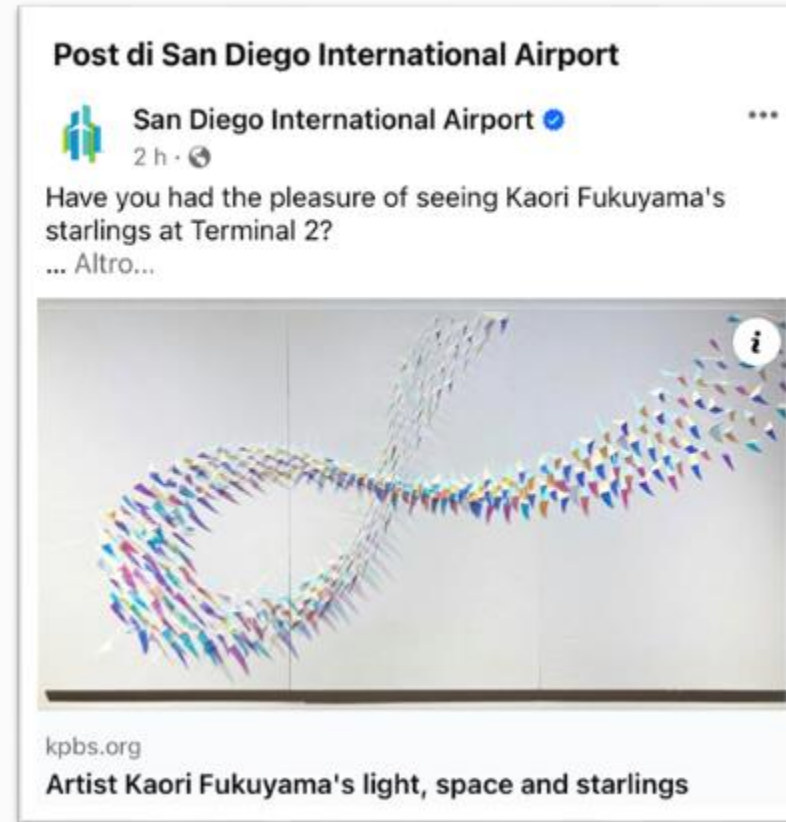 Post di San Diego International Airport
San Diego International Airport
2 h ·
Have you had the pleasure of seeing Kaori Fukuyama's
starlings at Terminal 2?
... Altro...
i
kpbs.org
Artist Kaori Fukuyama's light, space and starlings